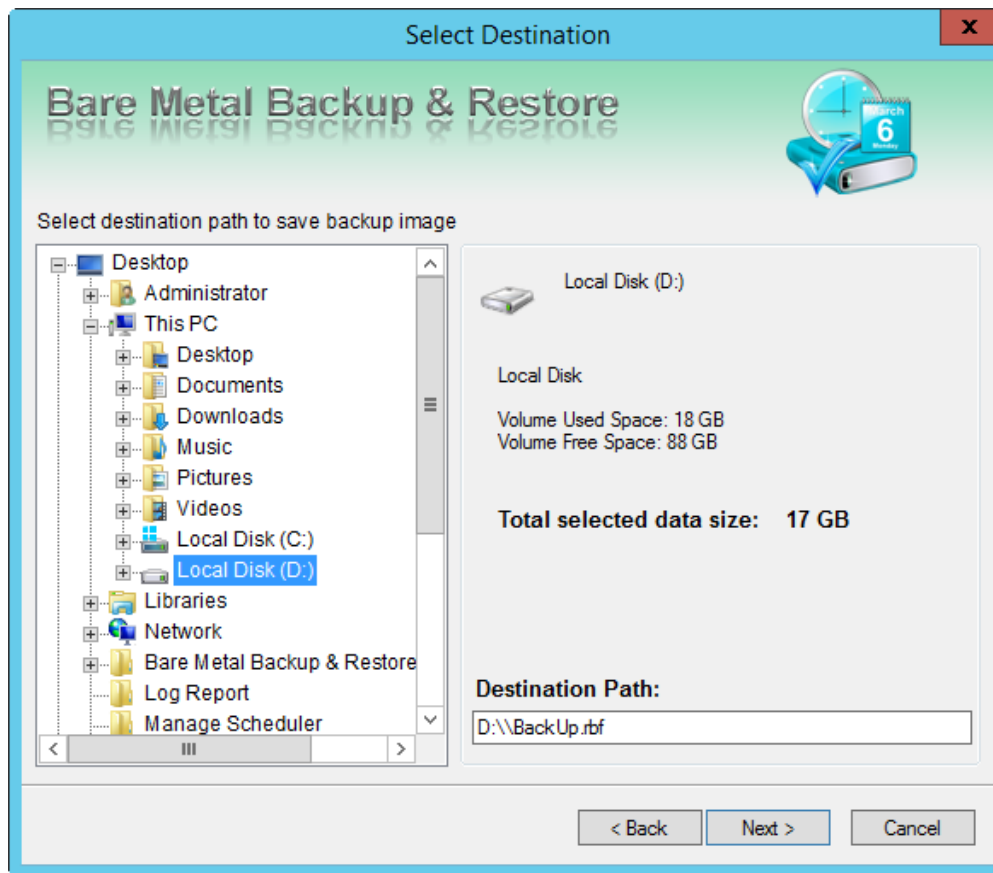 Select Destination
x
Bare Metal Backup & Restore
March
6
Monday
Select destination path to save backup image
Desktop
Administrator
This PC
Desktop
Documents
Downloads
Music
Pictures
Videos
Local Disk (C:)
Local Disk (D:)
Libraries
Network
Bare Metal Backup & Restore
Log Report
Manage Scheduler
Local Disk (D:)
Local Disk
Volume Used Space: 18 GB
Volume Free Space: 88 GB
Total selected data size: 17 GB
Destination Path:
D:\\BackUp.rbf
< Back
Next >
Cancel